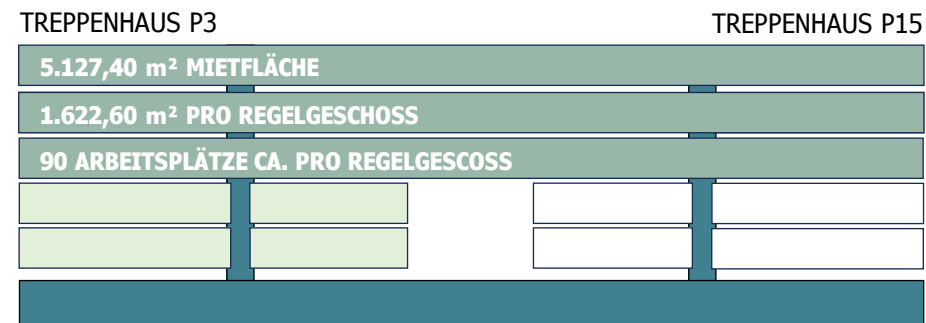 TREPPENHAUS P3
TREPPENHAUS P15
5.127,40 m² MIETFLÄCHE
1.622,60 m² PRO REGELGESCHOSS
90 ARBEITSPLÄTZE CA. PRO REGELGESCOSS